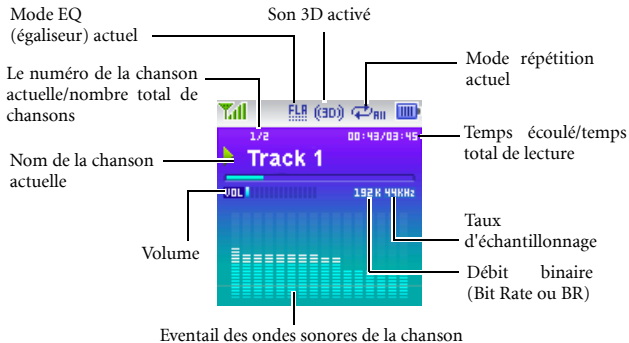 Mode EQ
(égaliseur) actuel
Son 3D activé
Le numéro de la chanson
actuelle/nombre total de
chansons
Mode répétition
actuel
FLA ((3D)) All
1/2 00:43/03:45
Track 1
Nom de la chanson
actuelle
Temps écoulé/temps
total de lecture
VOL 192K 44KHz
Volume
Taux
d'échantillonnage
Débit binaire
(Bit Rate ou BR)
Eventail des ondes sonores de la chanson